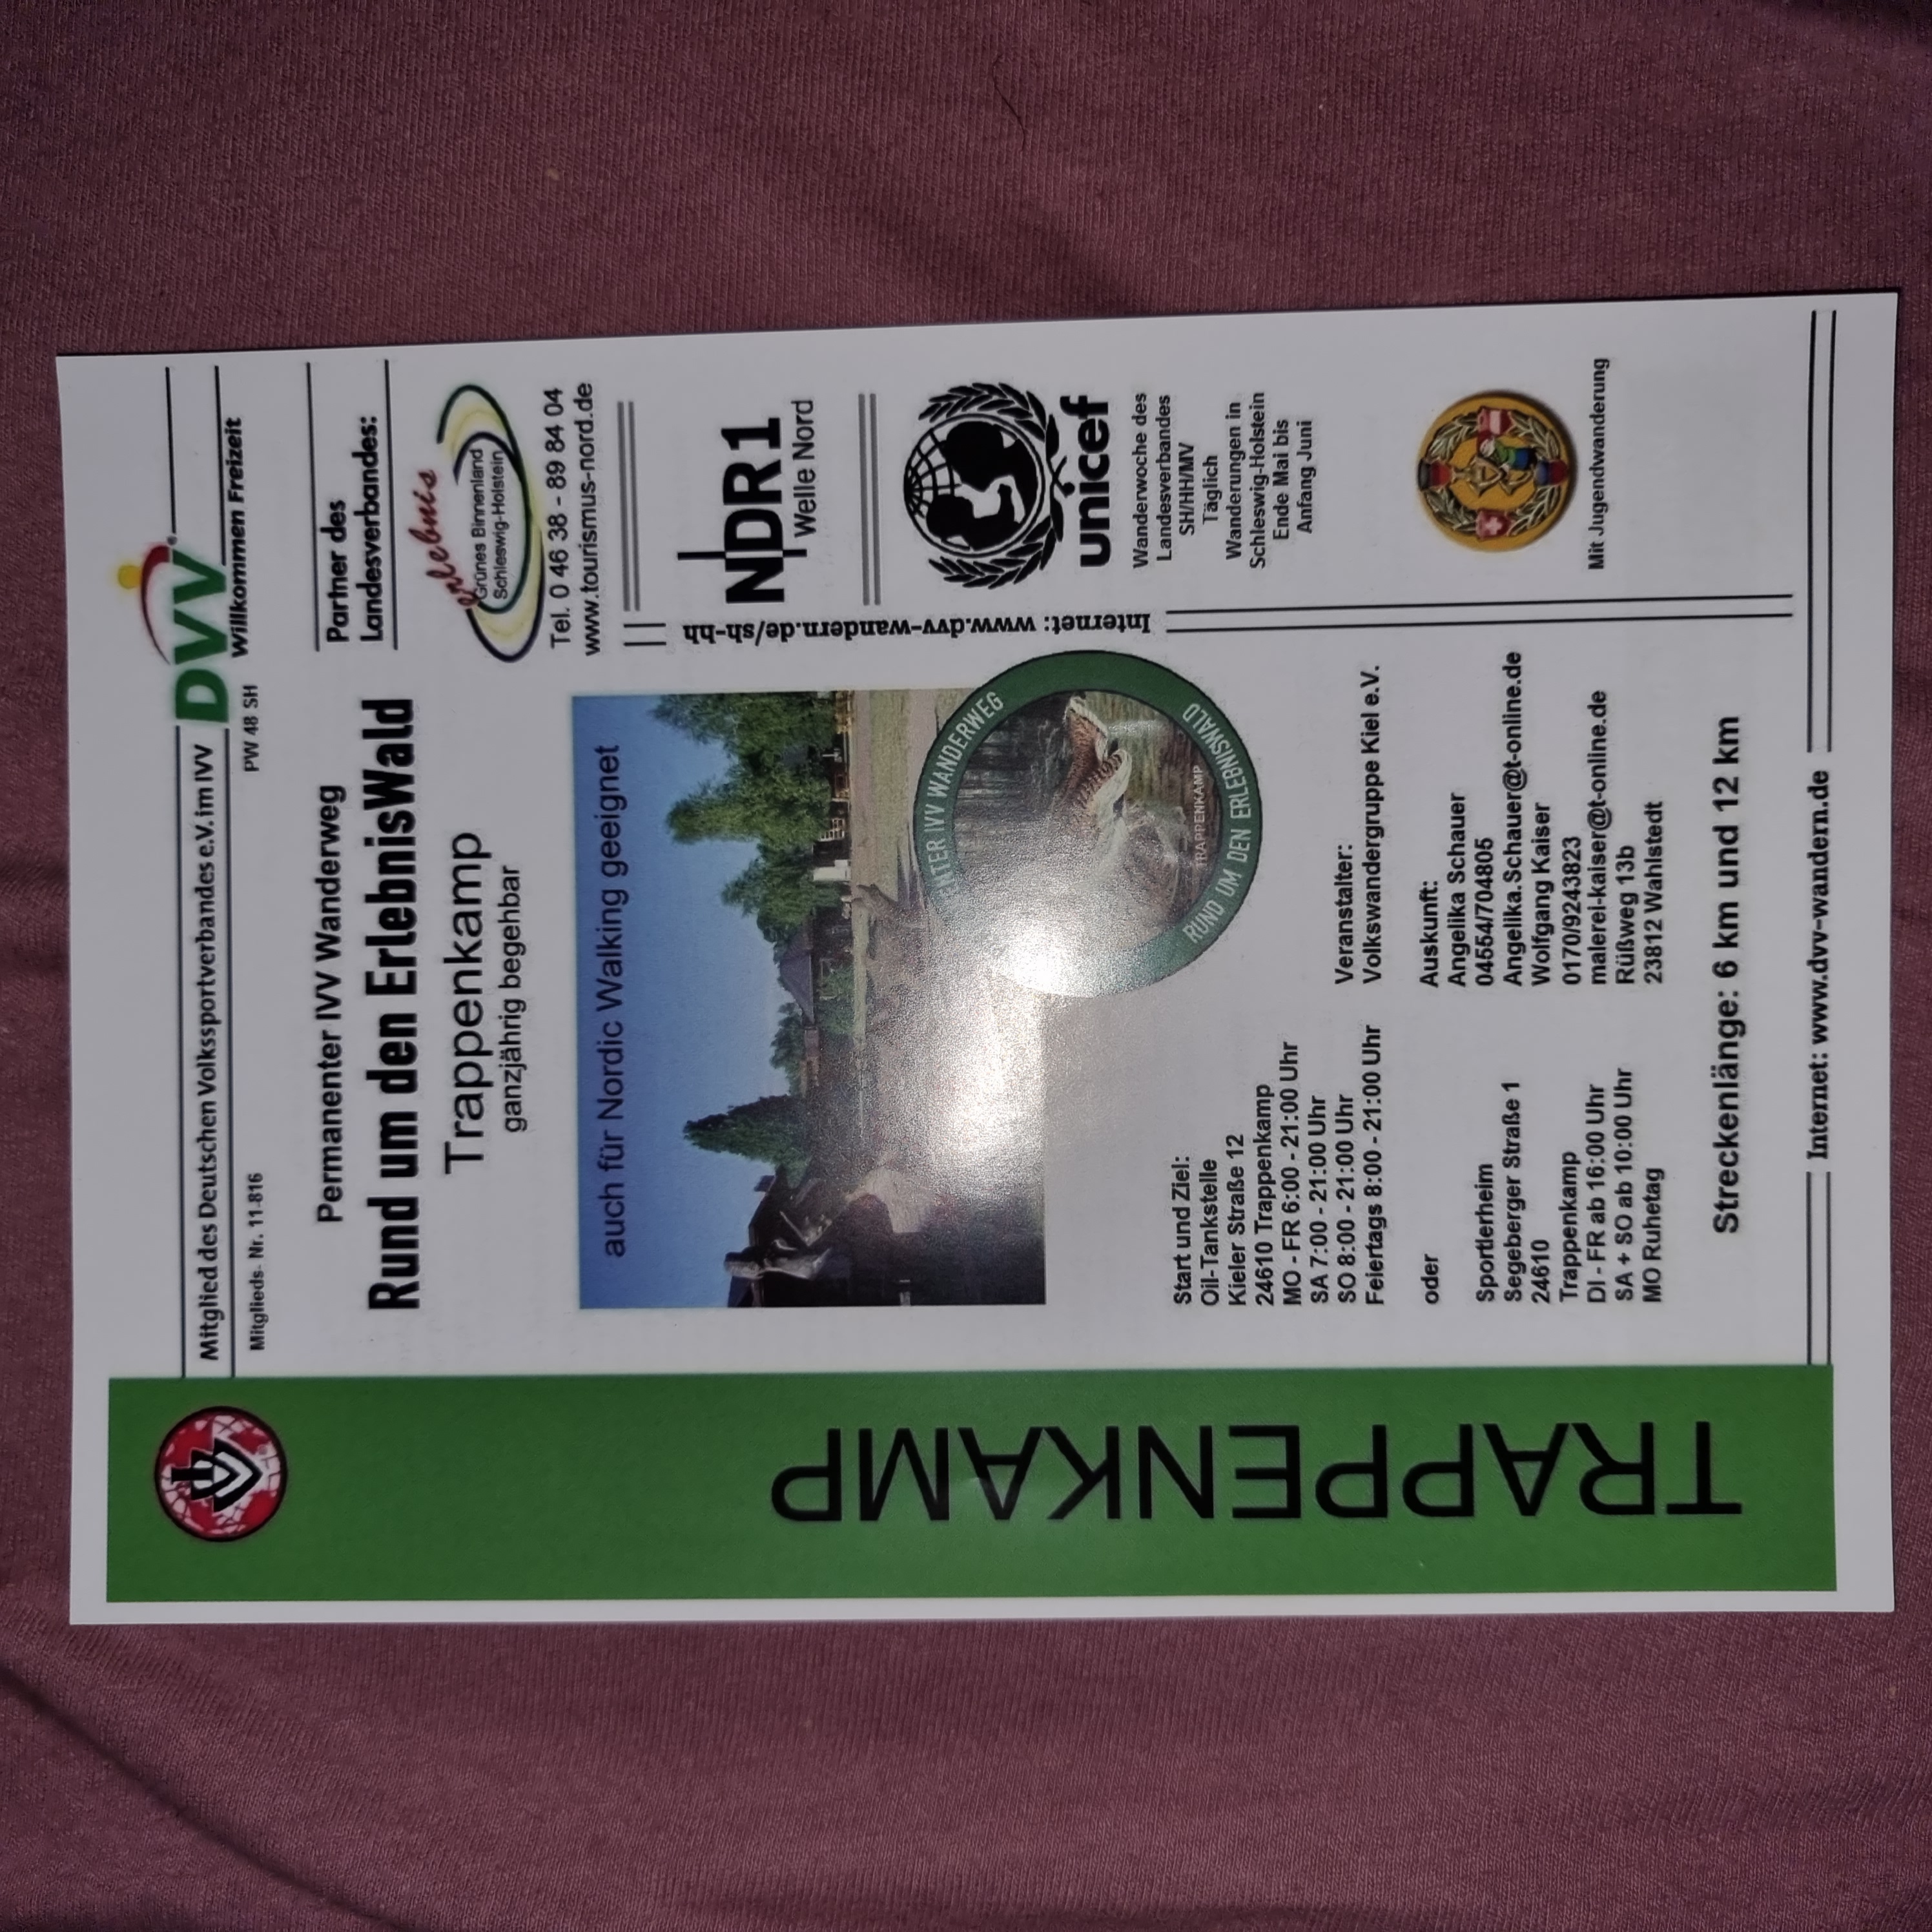 TRAPPENKAMP
Mitglied des Deutschen Volkssportverbandes e.V. im IVV
DVV
Willkommen Freizeit
Mitglieds- Nr. 11-816
PW 48 SH
Permanenter IVV Wanderweg
Rund um den ErlebnisWald
Trappenkamp
ganzjährig begehbar
auch für Nordic Walking geeignet
IVV WANDERWEG
TRAPPENKAMP
RUND UM DEN ERLEBNISWALD
Start und Ziel:
Oil-Tankstelle
Kieler Straße 12
24610 Trappenkamp
MO - FR 6:00 - 21:00 Uhr
SA 7:00 - 21:00 Uhr
SO 8:00 - 21:00 Uhr
Feiertags 8:00 - 21:00 Uhr
oder
Sportlerheim
Segeberger Straße 1
24610
Trappenkamp
DI - FR ab 16:00 Uhr
SA + SO ab 10:00 Uhr
MO Ruhetag
Veranstalter:
Volkswandergruppe Kiel e.V.
Auskunft:
Angelika Schauer
04554/704805
Angelika.Schauer@t-online.de
Wolfgang Kaiser
0170/9243823
malerei-kaiser@t-online.de
Rüßweg 13b
23812 Wahlstedt
Streckenlänge: 6 km und 12 km
Internet: www.dvv-wandern.de
Internet: www.dvv-wandern.de/sh-hh
Partner des
Landesverbandes:
erlebnis
Grünes Binnenland
Schleswig-Holstein
Tel. 0 46 38 - 89 84 04
www.tourismus-nord.de
NDR1
Welle Nord
unicef
Wanderwoche des
Landesverbandes
SH/HH/MV
Täglich
Wanderungen in
Schleswig-Holstein
Ende Mai bis
Anfang Juni
Mit Jugendwanderung